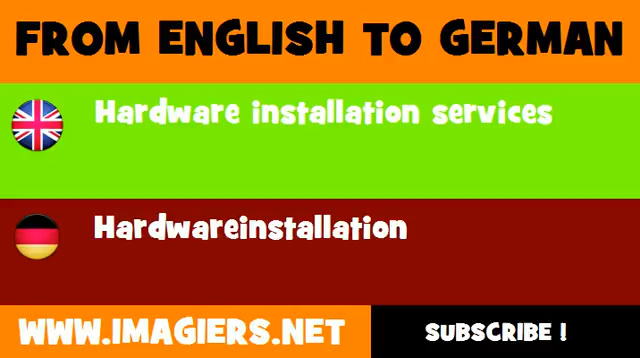 FROM ENGLISH TO GERMAN
Hardware installation services
Hardwareinstallation
WWW.IMAGIERS.NET
SUBSCRIBE !